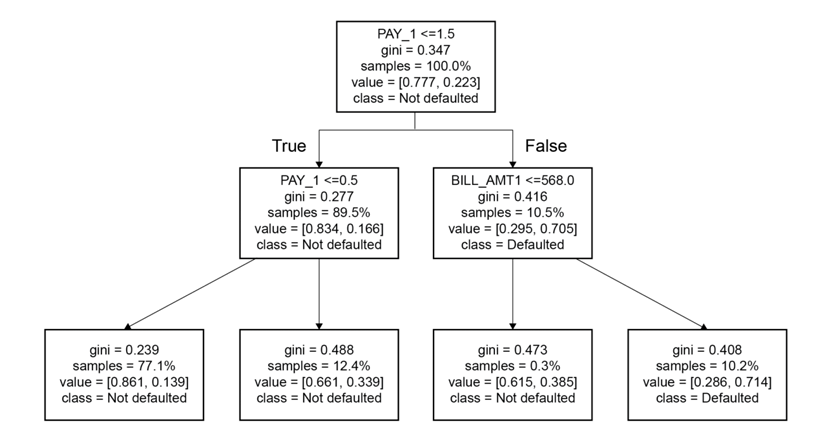 PAY_1 <=1.5
gini = 0.347
samples = 100.0%
value = [0.777, 0.223]
class = Not defaulted
True
False
PAY_1 <=0.5
gini = 0.277
samples = 89.5%
value = [0.834, 0.166]
class = Not defaulted
BILL_AMT1 <=568.0
gini = 0.416
samples = 10.5%
value = [0.295, 0.705]
class = Defaulted
gini = 0.239
samples = 77.1%
value = [0.861, 0.139]
class = Not defaulted
gini = 0.488
samples = 12.4%
value = [0.661, 0.339]
class = Not defaulted
gini = 0.473
samples = 0.3%
value = [0.615, 0.385]
class = Not defaulted
gini = 0.408
samples = 10.2%
value = [0.286, 0.714]
class = Defaulted